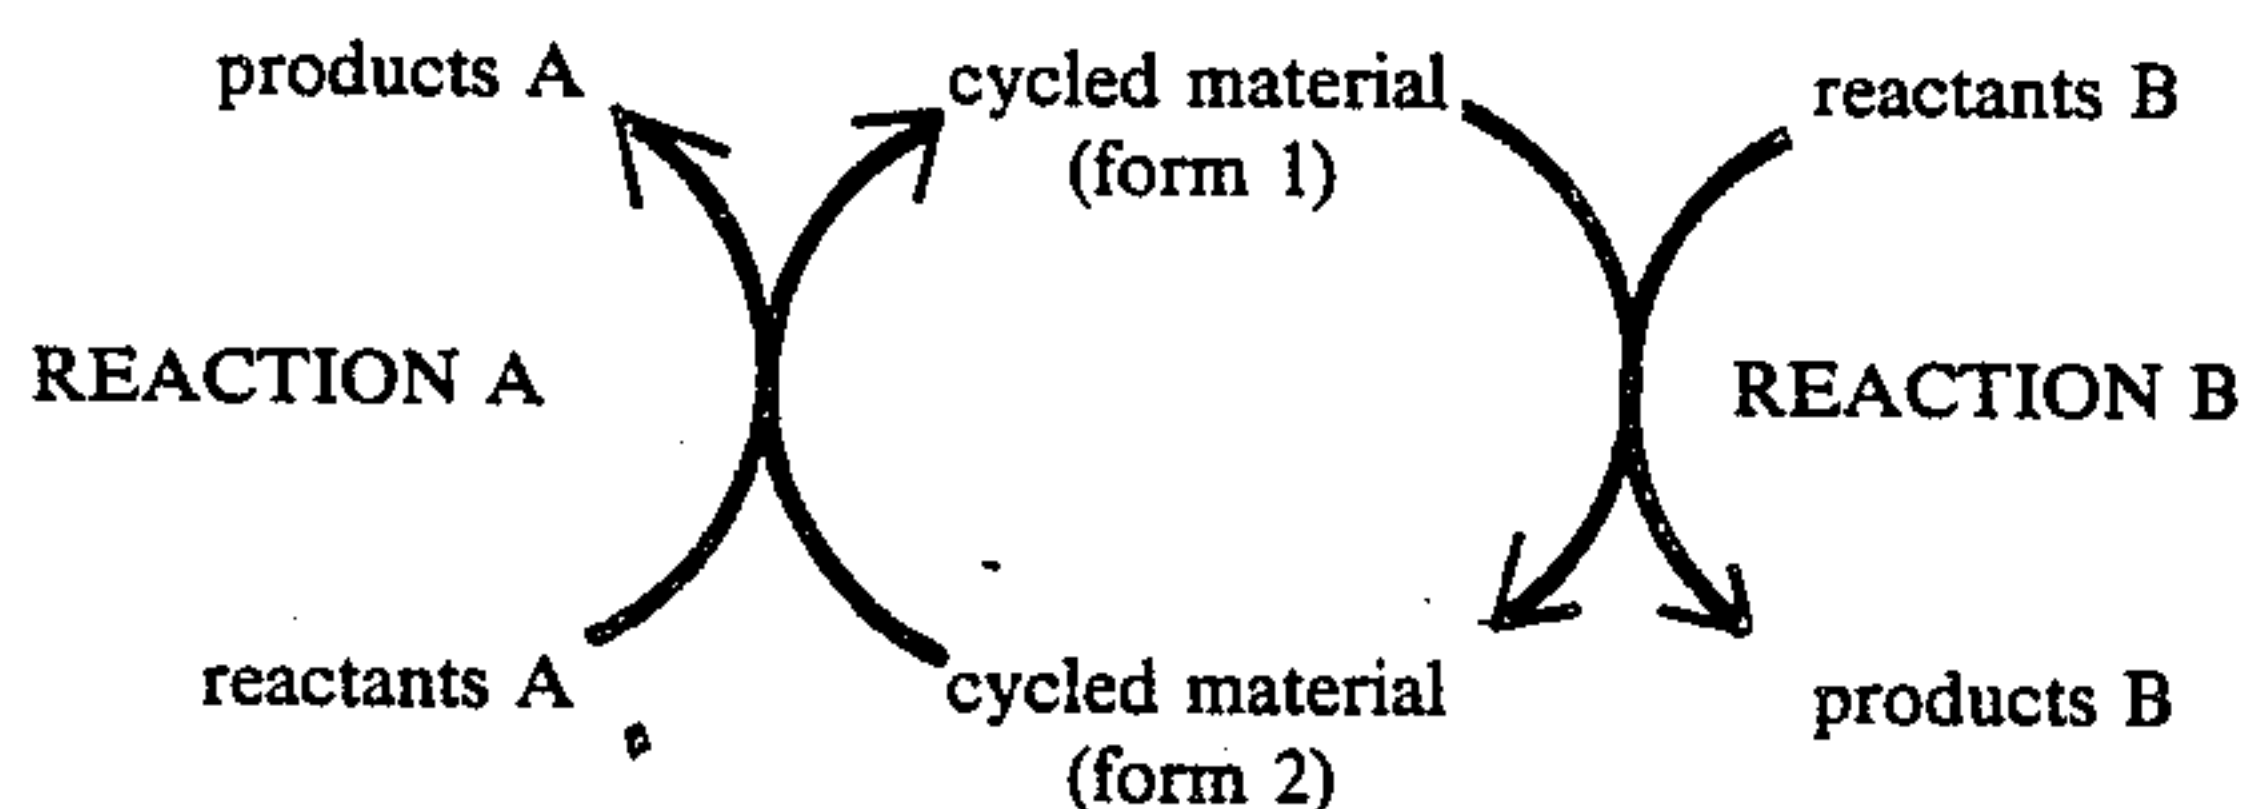 products A
cycled material
(form 1)
reactants B
REACTION A
REACTION B
reactants A
cycled material
(form 2)
products B